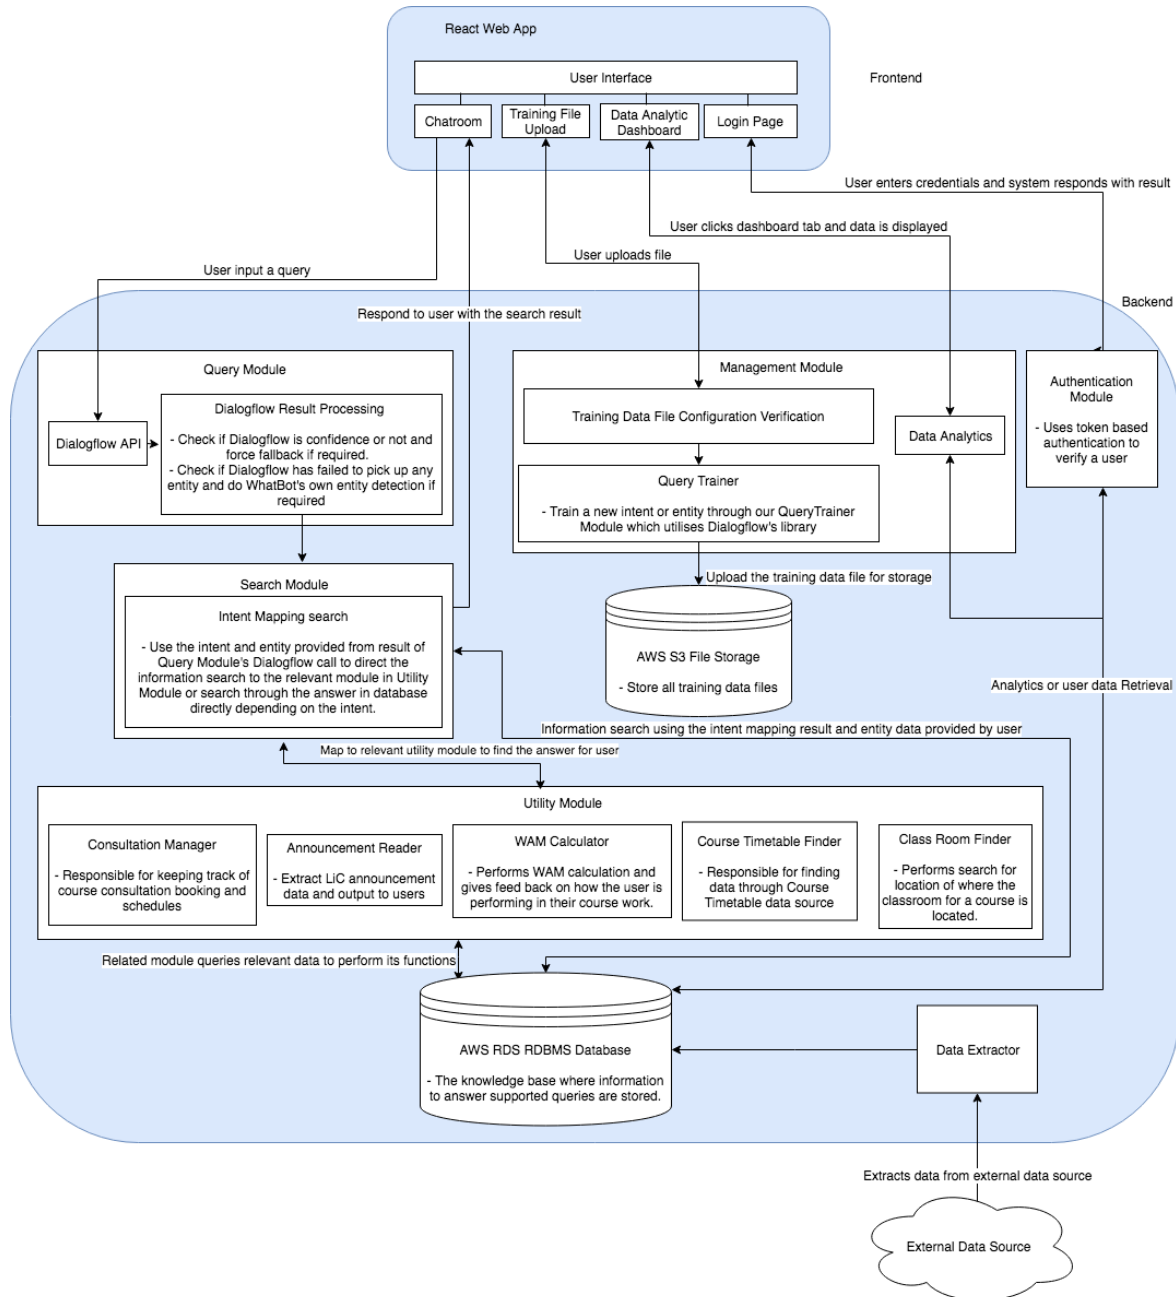 React Web App
User Interface
Frontend
Chatroom
Training File
Upload
Data Analytic
Dashboard
Login Page
User enters credentials and system responds with result
User clicks dashboard tab and data is displayed
User uploads file
User input a query
Backend
Respond to user with the search result
Query Module
Dialogflow Result Processing
Dialogflow API
- Check if Dialogflow is confidence or not and
force fallback if required.
- Check if Dialogflow has failed to pick up any
entity and do WhatBot's own entity detection if
required
Management Module
Training Data File Configuration Verification
Data Analytics
Query Trainer
- Train a new intent or entity through our QueryTrainer
Module which utilises Dialogflow's library
Authentication
Module
- Uses token based
authentication to
verify a user
Upload the training data file for storage
Search Module
Intent Mapping search
- Use the intent and entity provided from result of
Query Module's Dialogflow call to direct the
information search to the relevant module in Utility
Module or search through the answer in database
directly depending on the intent.
AWS S3 File Storage
- Store all training data files
Analytics or user data Retrieval
Information search using the intent mapping result and entity data provided by user
Map to relevant utility module to find the answer for user
Utility Module
Consultation Manager
- Responsible for keeping track of
course consultation booking and
schedules
Announcement Reader
- Extract LiC announcement
data and output to users
WAM Calculator
- Performs WAM calculation and
gives feed back on how the user is
performing in their course work.
Course Timetable Finder
- Responsible for finding
data through Course
Timetable data source
Class Room Finder
- Performs search for
location of where the
classroom for a course is
located.
Related module queries relevant data to perform its functions
AWS RDS RDBMS Database
- The knowledge base where information
to answer supported queries are stored.
Data Extractor
Extracts data from external data source
External Data Source